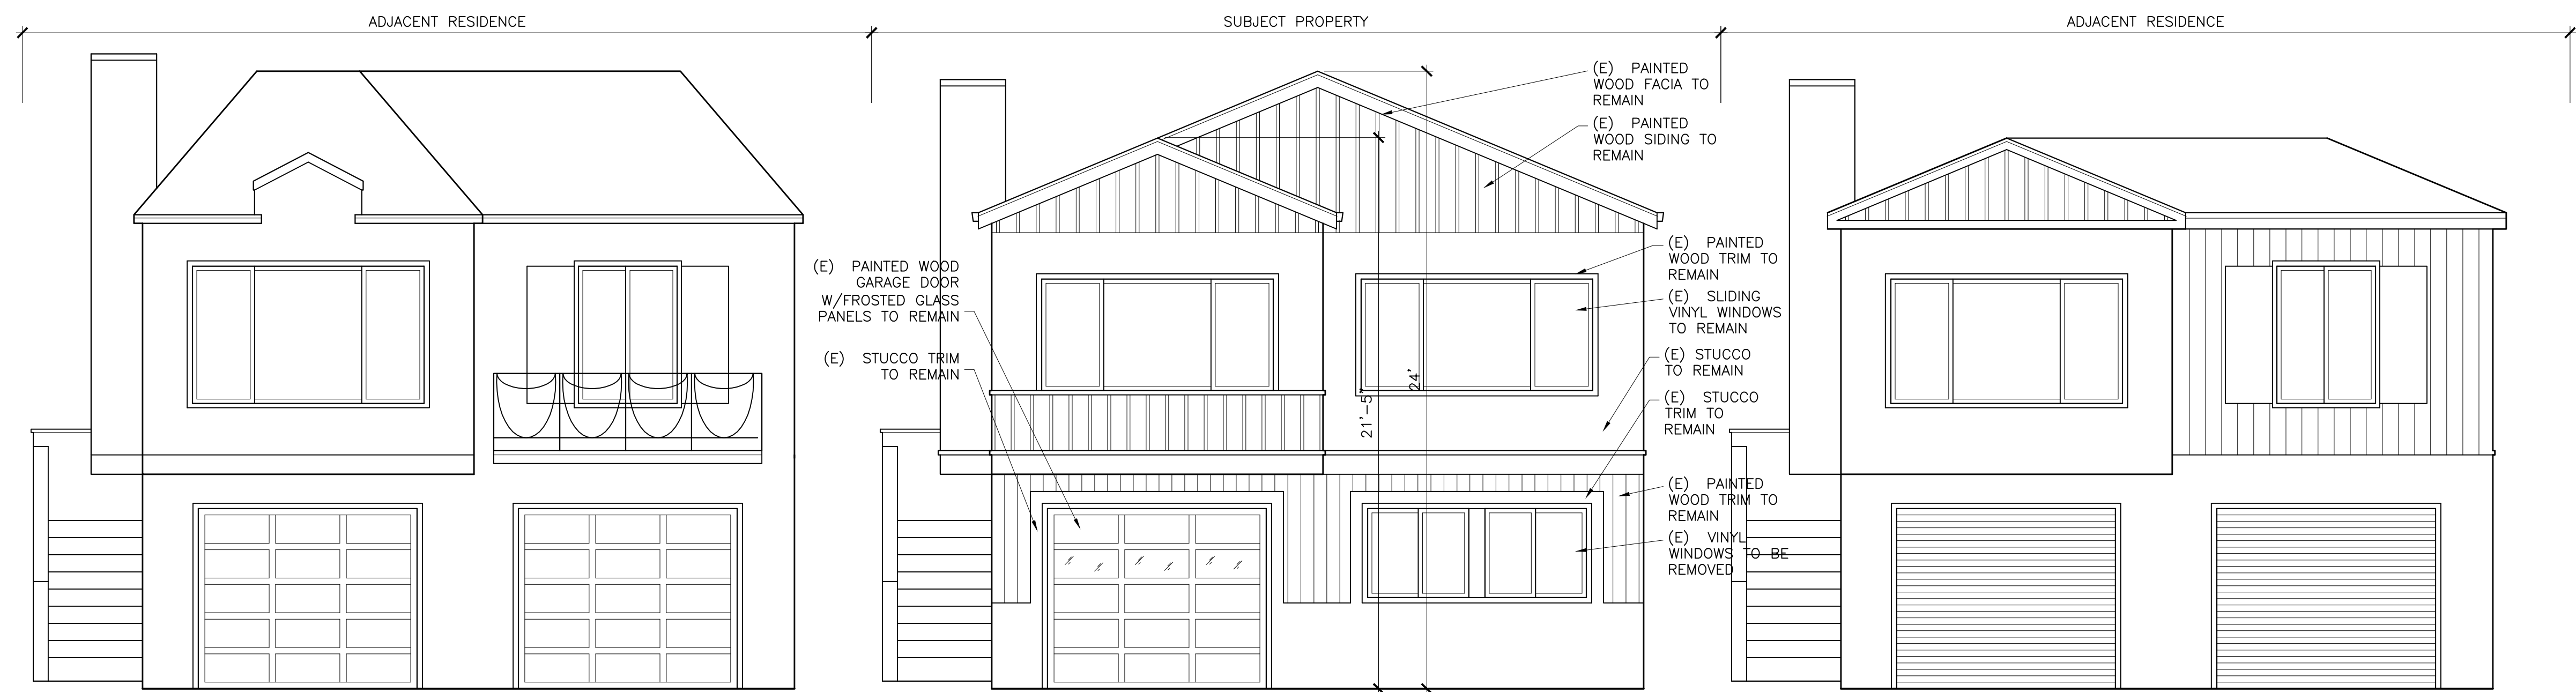 ADJACENT RESIDENCE
SUBJECT PROPERTY
ADJACENT RESIDENCE
(E) PAINTED
WOOD FACIA TO
REMAIN
(E) PAINTED
WOOD SIDING TO
REMAIN
(E) PAINTED WOOD
GARAGE DOOR
W/FROSTED GLASS
PANELS TO REMAIN
(E) STUCCO TRIM
TO REMAIN
21'-5"
24'
(E) PAINTED
WOOD TRIM TO
REMAIN
(E) SLIDING
VINYL WINDOWS
TO REMAIN
(E) STUCCO
TO REMAIN
(E) STUCCO
TRIM TO
REMAIN
(E) PAINTED
WOOD TRIM TO
REMAIN
(E) VINYL
WINDOWS TO BE
REMOVED